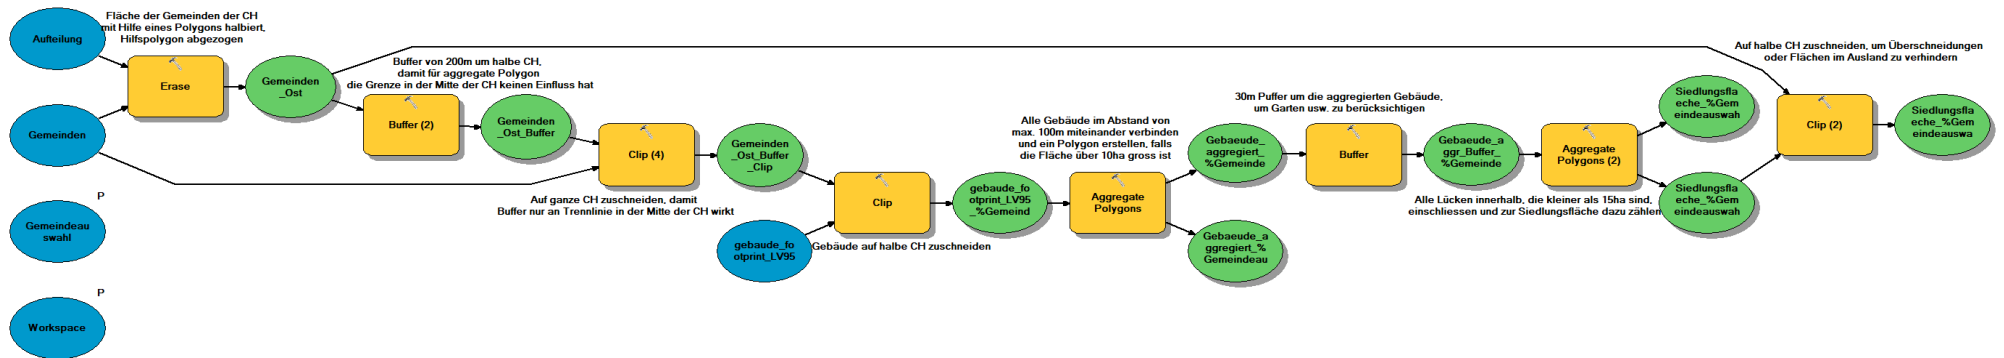 Aufteilung
Fläche der Gemeinden der CH
mit Hilfe eines Polygons halbiert,
Hilfspolygon abgezogen
Erase
Gemeinden
_Ost
Gemeinden
P
Gemeindeau
swahl
P
Workspace
Buffer von 200m um halbe CH,
damit für aggregate Polygon
die Grenze in der Mitte der CH keinen Einfluss hat
Buffer (2)
Gemeinden
_Ost_Buffer
Clip (4)
Auf ganze CH zuschneiden, damit
Buffer nur an Trennlinie in der Mitte der CH wirkt
Gemeinden
_Ost_Buffer
_Clip
gebaude_fo
otprint_LV95
Clip
Gebäude auf halbe CH zuschneiden
gebaude_fo
otprint_LV95
_%Gemeind
Alle Gebäude im Abstand von
max. 100m miteinander verbinden
und ein Polygon erstellen, falls
die Fläche über 10ha gross ist
Aggregate
Polygons
Gebaeude_
aggregiert_
%Gemeinde
Gebaeude_a
ggregiert_%
Gemeindeau
30m Puffer um die aggregierten Gebäude,
um Garten usw. zu berücksichtigen
Buffer
Gebaeude_a
ggr_Buffer_
%Gemeinde
Aggregate
Polygons (2)
Alle Lücken innerhalb, die kleiner als 15ha sind,
einschliessen und zur Siedlungsfläche dazu zählen
Siedlungsfla
eche_%Gem
eindeauswah
Siedlungsfla
eche_%Gem
eindeauswah
Auf halbe CH zuschneiden, um Überschneidungen
oder Flächen im Ausland zu verhindern
Clip (2)
Siedlungsfla
eche_%Gem
eindeauswa